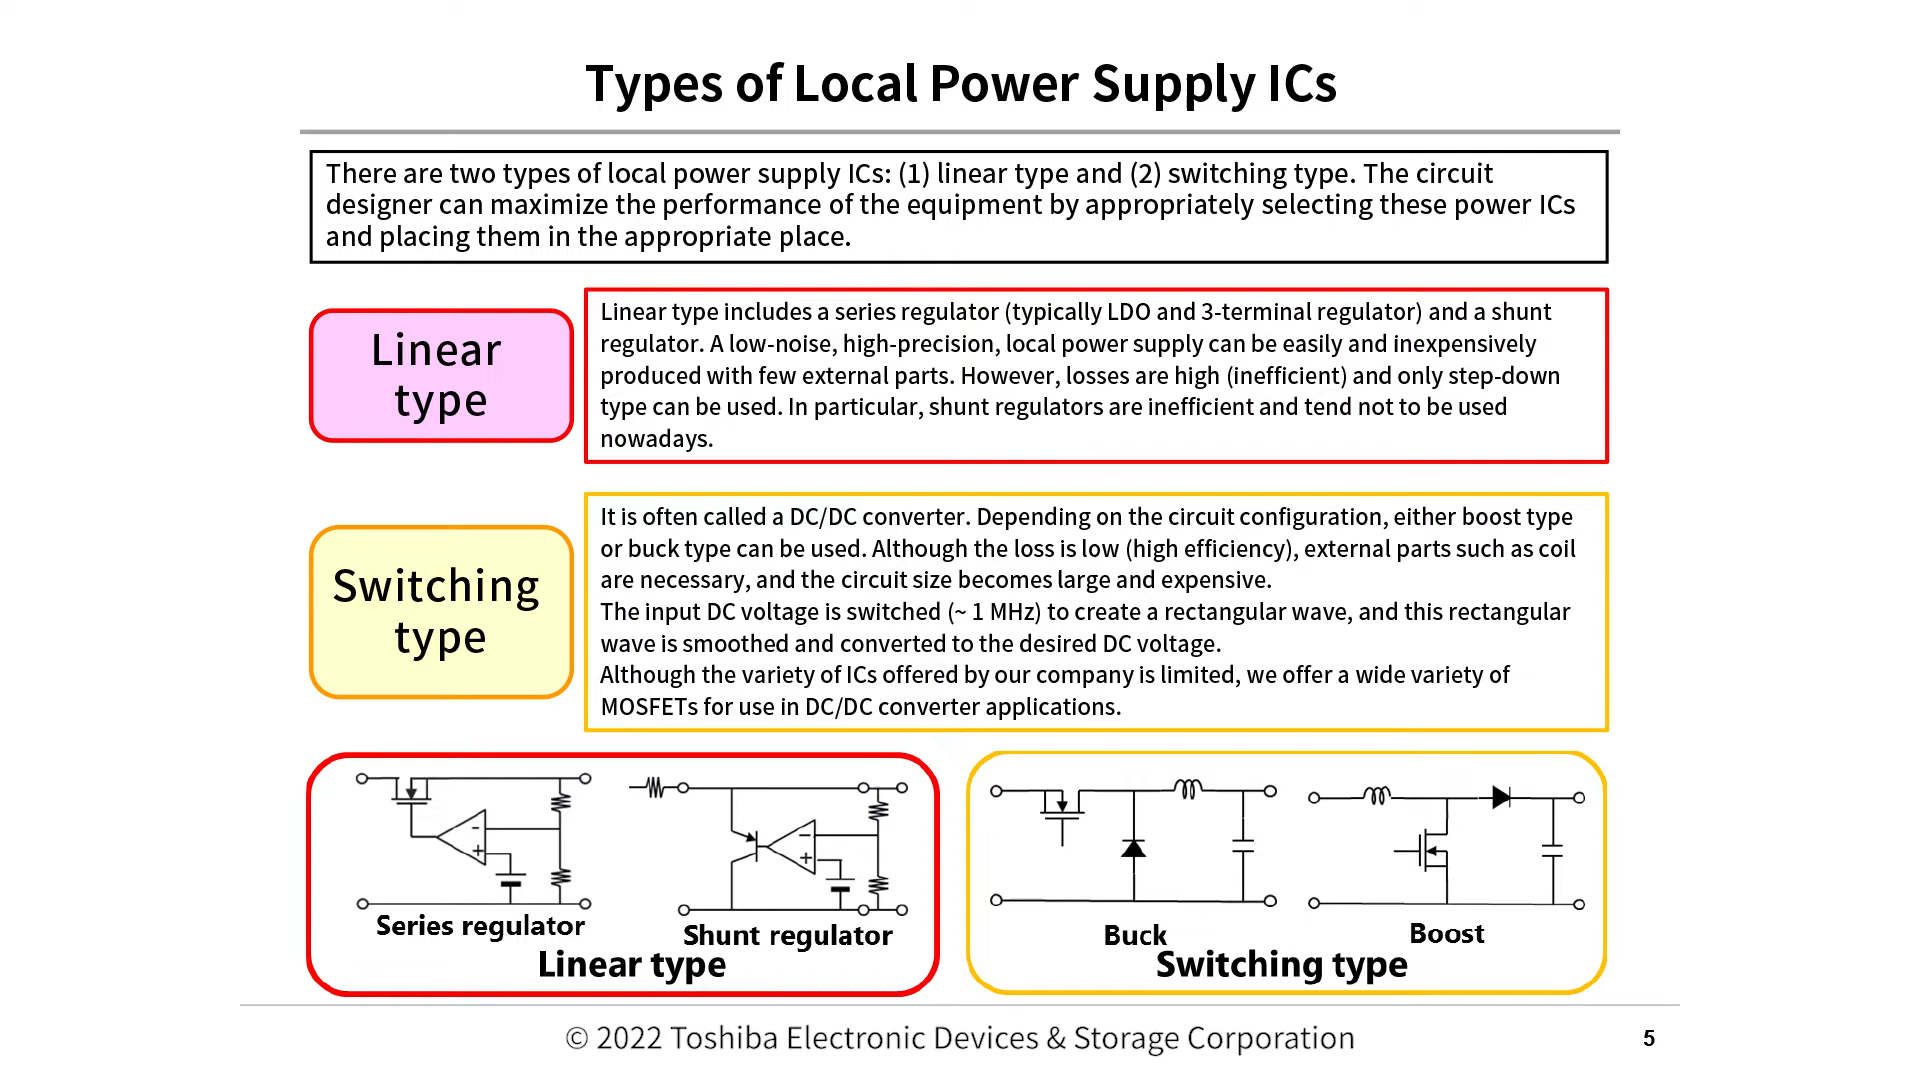 Types of Local Power Supply ICs
There are two types of local power supply ICs: (1) linear type and (2) switching type. The circuit
designer can maximize the performance of the equipment by appropriately selecting these power ICs
and placing them in the appropriate place.
Linear
type
Linear type includes a series regulator (typically LDO and 3-terminal regulator) and a shunt
regulator. A low-noise, high-precision, local power supply can be easily and inexpensively
produced with few external parts. However, losses are high (inefficient) and only step-down
type can be used. In particular, shunt regulators are inefficient and tend not to be used
nowadays.
Switching
type
It is often called a DC/DC converter. Depending on the circuit configuration, either boost type
or buck type can be used. Although the loss is low (high efficiency), external parts such as coil
are necessary, and the circuit size becomes large and expensive.
The input DC voltage is switched (~ 1 MHz) to create a rectangular wave, and this rectangular
wave is smoothed and converted to the desired DC voltage.
Although the variety of ICs offered by our company is limited, we offer a wide variety of
MOSFETs for use in DC/DC converter applications.
Series regulator
Shunt regulator
Linear type
Buck
Boost
Switching type
© 2022 Toshiba Electronic Devices & Storage Corporation
5